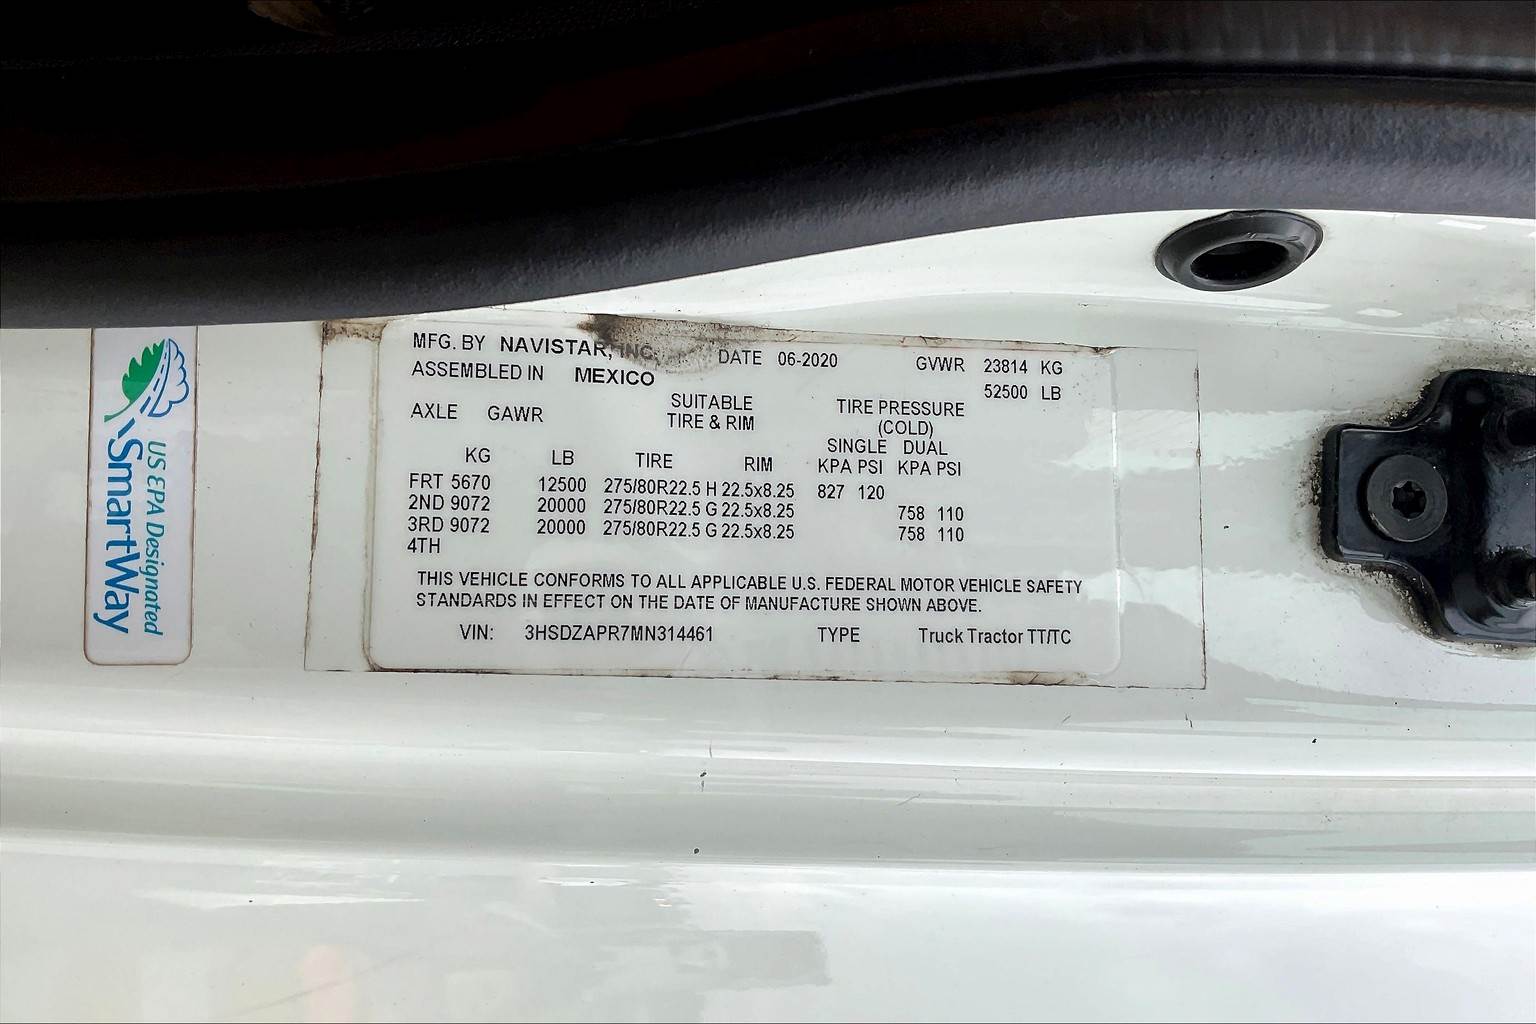 MFG. BY NAVISTAR, INC. DATE 06-2020 GVWR 23814 KG
ASSEMBLED IN MEXICO 52500 LB
AXLE GAWR SUITABLE TIRE PRESSURE
TIRE & RIM (COLD)
SINGLE DUAL
KG LB TIRE RIM KPA PSI KPA PSI
FRT 5670 12500 275/80R22.5 H 22.5x8.25 827 120
2ND 9072 20000 275/80R22.5 G 22.5x8.25 758 110
3RD 9072 20000 275/80R22.5 G 22.5x8.25 758 110
4TH
THIS VEHICLE CONFORMS TO ALL APPLICABLE U.S. FEDERAL MOTOR VEHICLE SAFETY
STANDARDS IN EFFECT ON THE DATE OF MANUFACTURE SHOWN ABOVE.
VIN: 3HSDZAPR7MN314461 TYPE Truck Tractor TT/TC
US EPA Designated
SmartWay